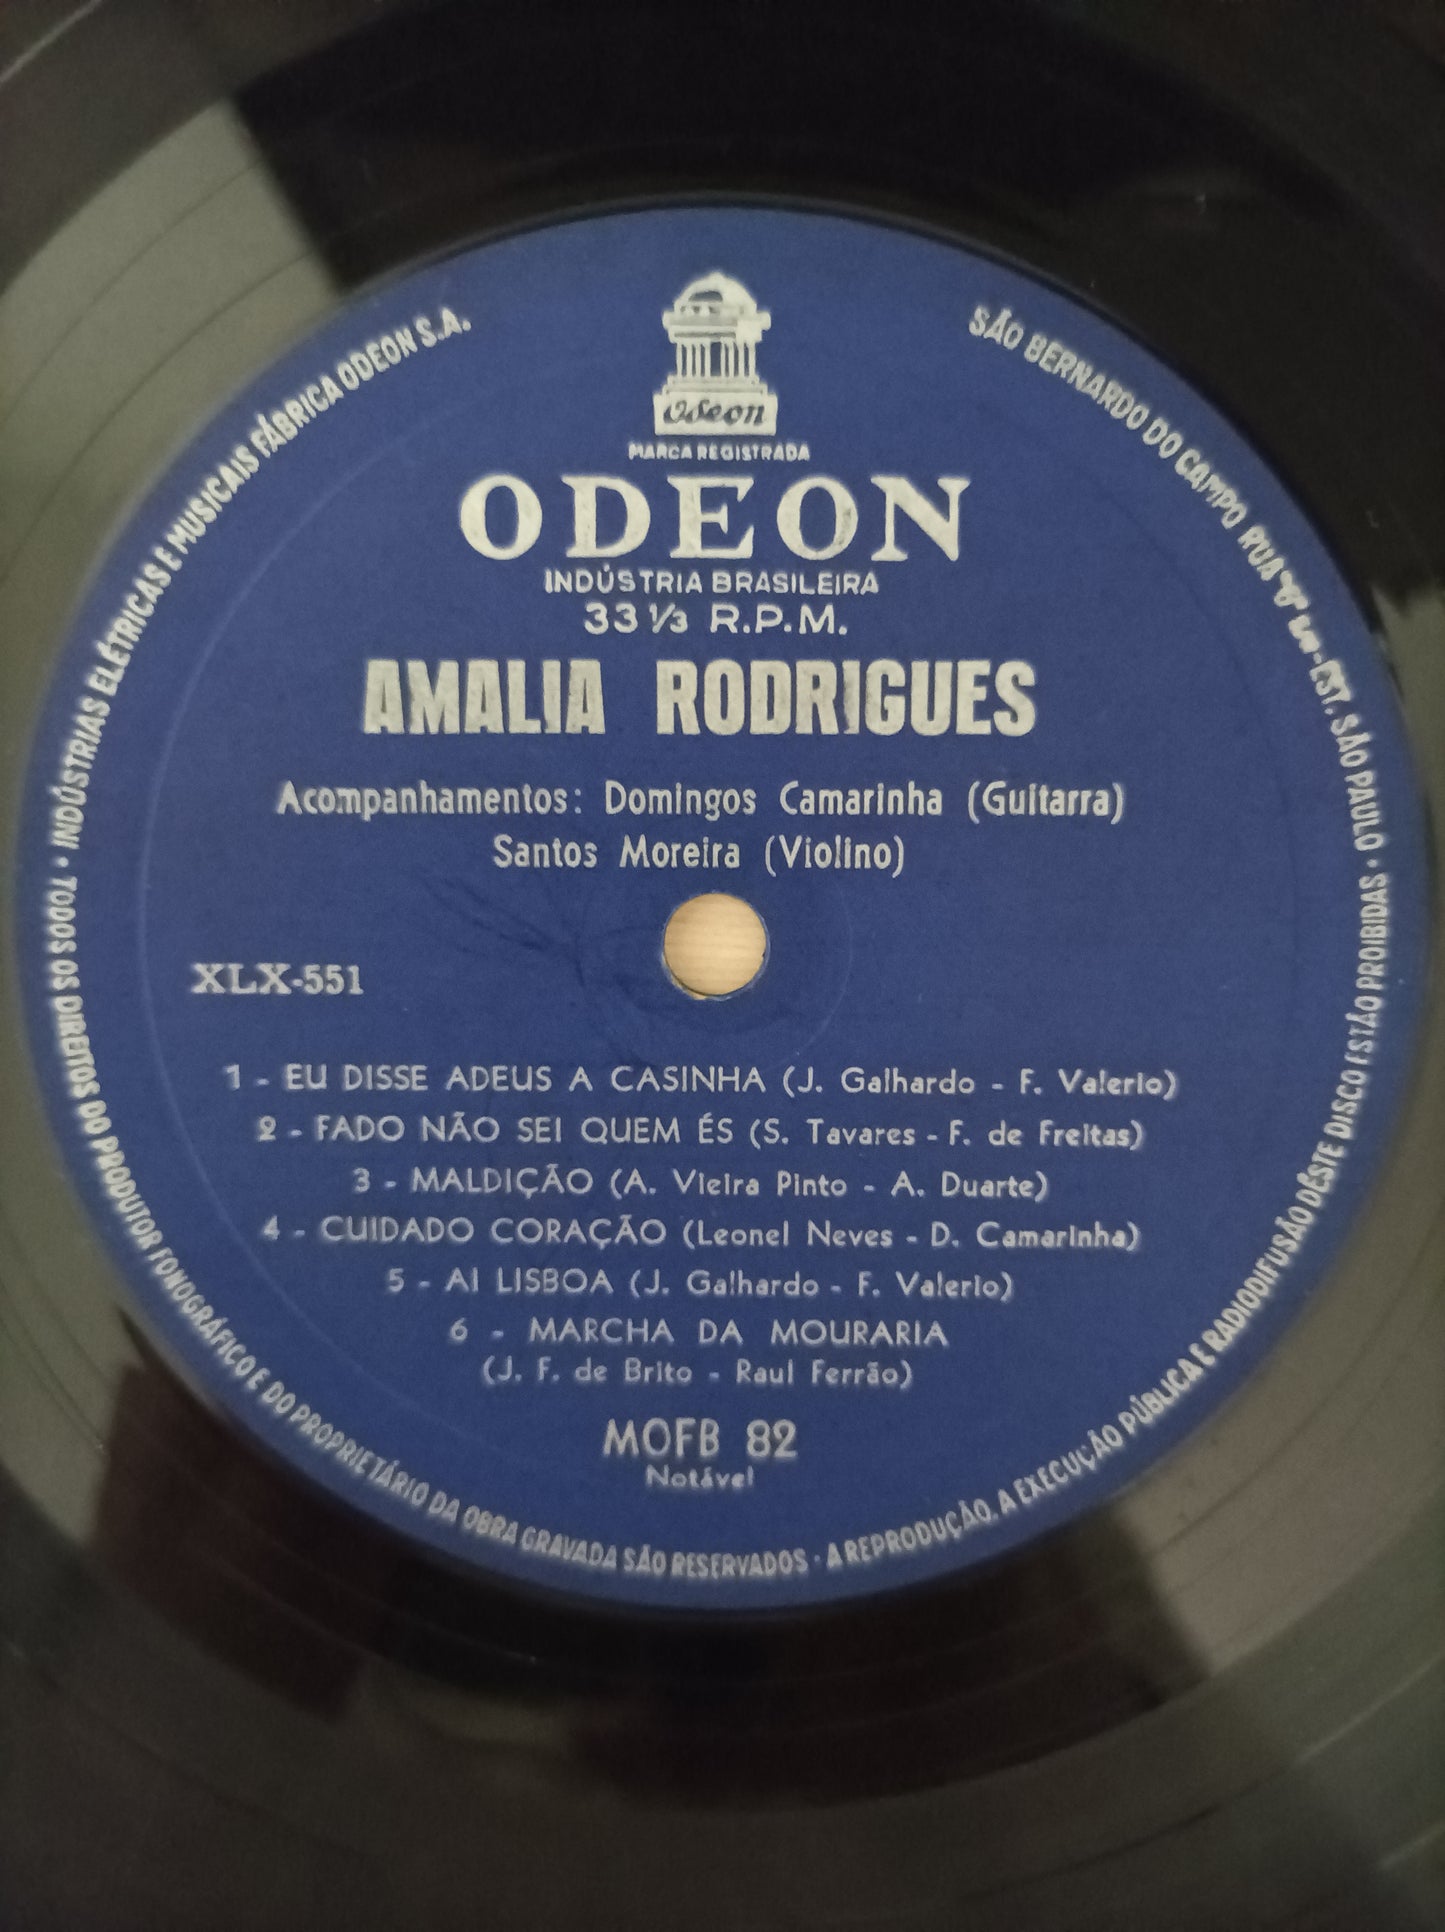 Odeon
MARCA REGISTRADA
ODEON
INDÚSTRIA BRASILEIRA
33 1/3 R.P.M.
AMALIA RODRIGUES
Acompanhamentos: Domingos Camarinha (Guitarra)
Santos Moreira (Violino)
XLX-551
1 - EU DISSE ADEUS A CASINHA (J. Galhardo - F. Valerio)
2 - FADO NÃO SEI QUEM ÉS (S. Tavares - F. de Freitas)
3 - MALDIÇÃO (A. Vieira Pinto - A. Duarte)
4 - CUIDADO CORAÇÃO (Leonel Neves - D. Camarinha)
5 - AI LISBOA (J. Galhardo - F. Valerio)
6 - MARCHA DA MOURARIA
(J. F. de Brito - Raul Ferrão)
MOFB 82
Notável
• INDÚSTRIAS ELÉTRICAS E MUSICAIS FÁBRICA ODEON S.A.
SÃO BERNARDO DO CAMPO RUA - EST. SÃO PAULO •
TODOS OS DIREITOS DO PRODUTOR FONOGRÁFICO E DO PROPRIETÁRIO DA OBRA GRAVADA SÃO RESERVADOS · A REPRODUÇÃO, A EXECUÇÃO PÚBLICA E RADIODIFUSÃO DÊSTE DISCO ESTÃO PROIBIDAS